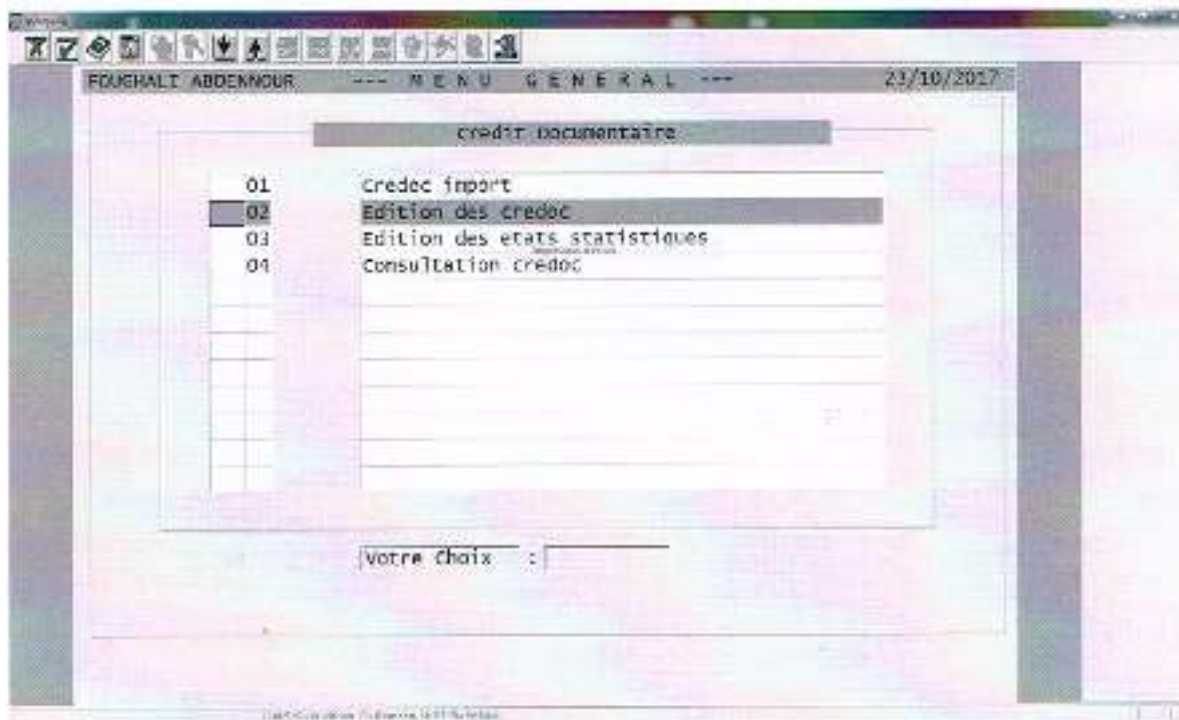 FOUGHALI ABDENNOUR --- M E N U G E N E R A L --- 23/10/2017
Credit Documentaire
01 Credoc import
02 Edition des credoc
03 Edition des etats statistiques
04 Consultation credoc
Votre Choix :